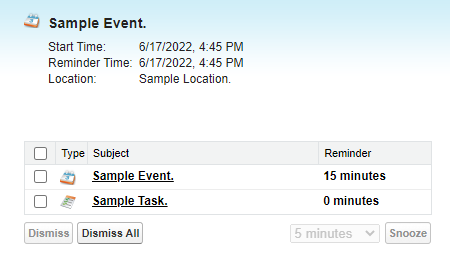 Sample Event.
Start Time: 6/17/2022, 4:45 PM
Reminder Time: 6/17/2022, 4:45 PM
Location: Sample Location.
Type Subject Reminder
Sample Event. 15 minutes
Sample Task. 0 minutes
Dismiss Dismiss All 5 minutes Snooze